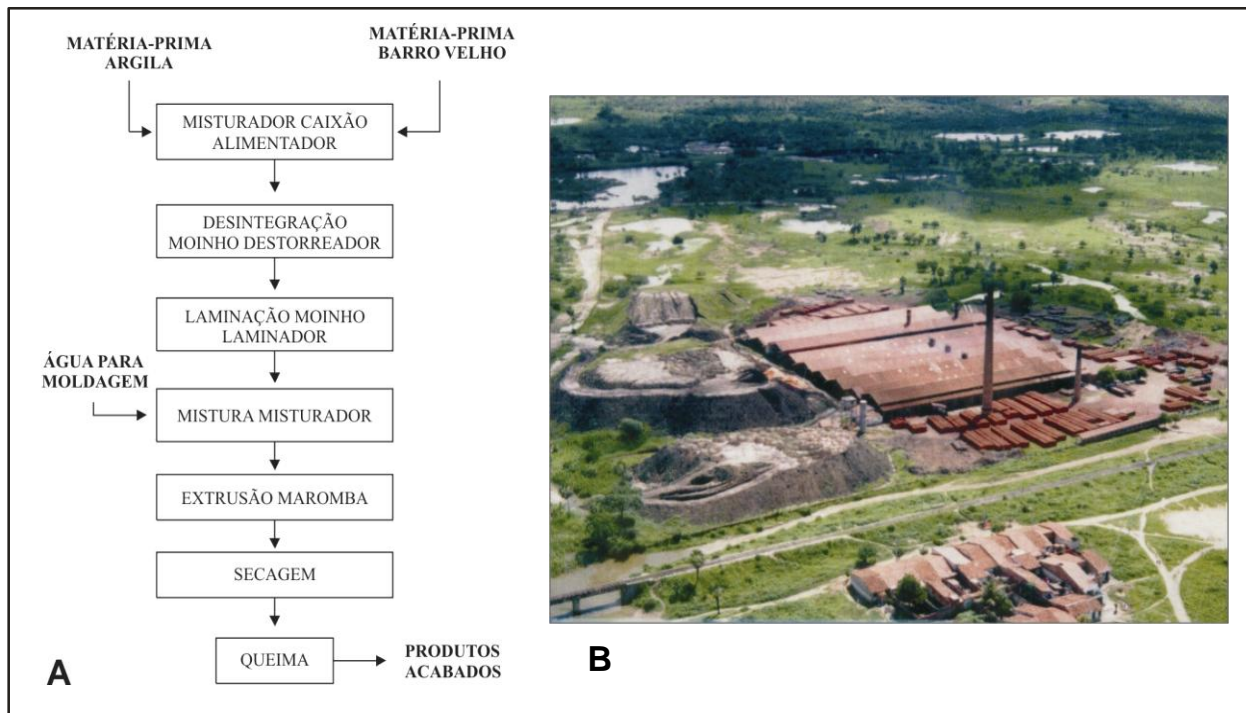 MATÉRIA-PRIMA
ARGILA
MATÉRIA-PRIMA
BARRO VELHO
MISTURADOR CAIXÃO
ALIMENTADOR
DESINTEGRAÇÃO
MOINHO DESTORREADOR
LAMINAÇÃO MOINHO
LAMINADOR
ÁGUA PARA
MOLDAGEM
MISTURA MISTURADOR
EXTRUSÃO MAROMBA
SECAGEM
QUEIMA
PRODUTOS
ACABADOS
A
B